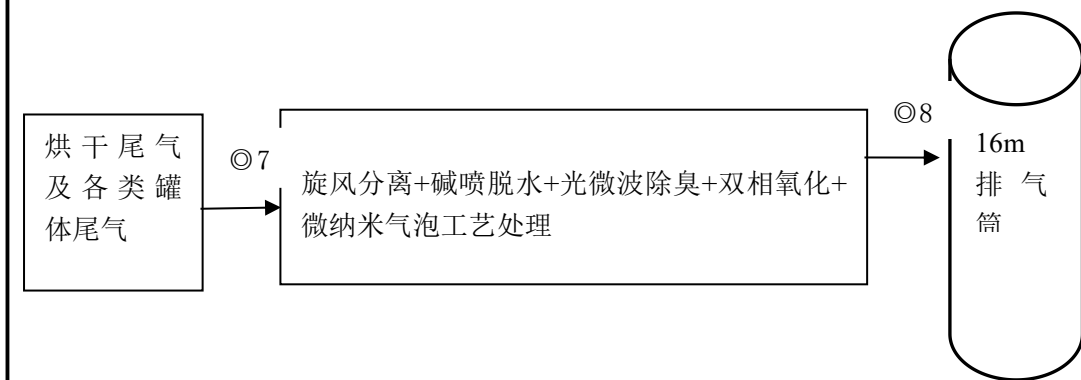 烘干尾气
及各类罐
体尾气
◎7
旋风分离+碱喷脱水+光微波除臭+双相氧化+
微纳米气泡工艺处理
◎8
16m
排气
筒